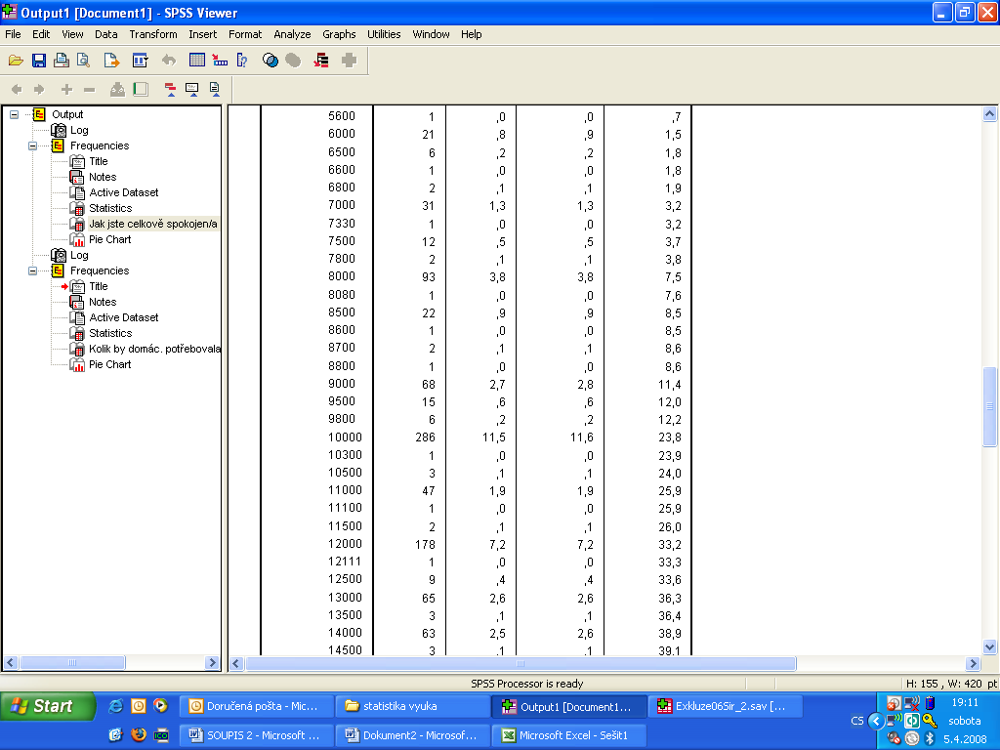 Output1 [Document1] - SPSS Viewer
File Edit View Data Transform Insert Format Analyze Graphs Utilities Window Help
Output
Log
Frequencies
Title
Notes
Active Dataset
Statistics
Jak jste celkově spokojen/a
Pie Chart
Log
Frequencies
Title
Notes
Active Dataset
Statistics
Kolik by domác. potřebovala
Pie Chart
5600 1 ,0 ,0 ,7
6000 21 ,8 ,9 1,5
6500 6 ,2 ,2 1,8
6600 1 ,0 ,0 1,8
6800 2 ,1 ,1 1,9
7000 31 1,3 1,3 3,2
7330 1 ,0 ,0 3,2
7500 12 ,5 ,5 3,7
7800 2 ,1 ,1 3,8
8000 93 3,8 3,8 7,5
8080 1 ,0 ,0 7,6
8500 22 ,9 ,9 8,5
8600 1 ,0 ,0 8,5
8700 2 ,1 ,1 8,6
8800 1 ,0 ,0 8,6
9000 68 2,7 2,8 11,4
9500 15 ,6 ,6 12,0
9800 6 ,2 ,2 12,2
10000 286 11,5 11,6 23,8
10300 1 ,0 ,0 23,9
10500 3 ,1 ,1 24,0
11000 47 1,9 1,9 25,9
11100 1 ,0 ,0 25,9
11500 2 ,1 ,1 26,0
12000 178 7,2 7,2 33,2
12111 1 ,0 ,0 33,3
12500 9 ,4 ,4 33,6
13000 65 2,6 2,6 36,3
13500 3 ,1 ,1 36,4
14000 63 2,5 2,6 38,9
14500 3 ,1 ,1 39,1
SPSS Processor is ready
H: 155 , W: 420 pt
Start
Doručená pošta - Mic...
statistika vyuka
Output1 [Document1...
Exkluze065ir_2.sav [...
SOUPIS 2 - Microsoft ...
Dokument2 - Microsof...
Microsoft Excel - Sešit1
CS
19:11
sobota
5.4.2008